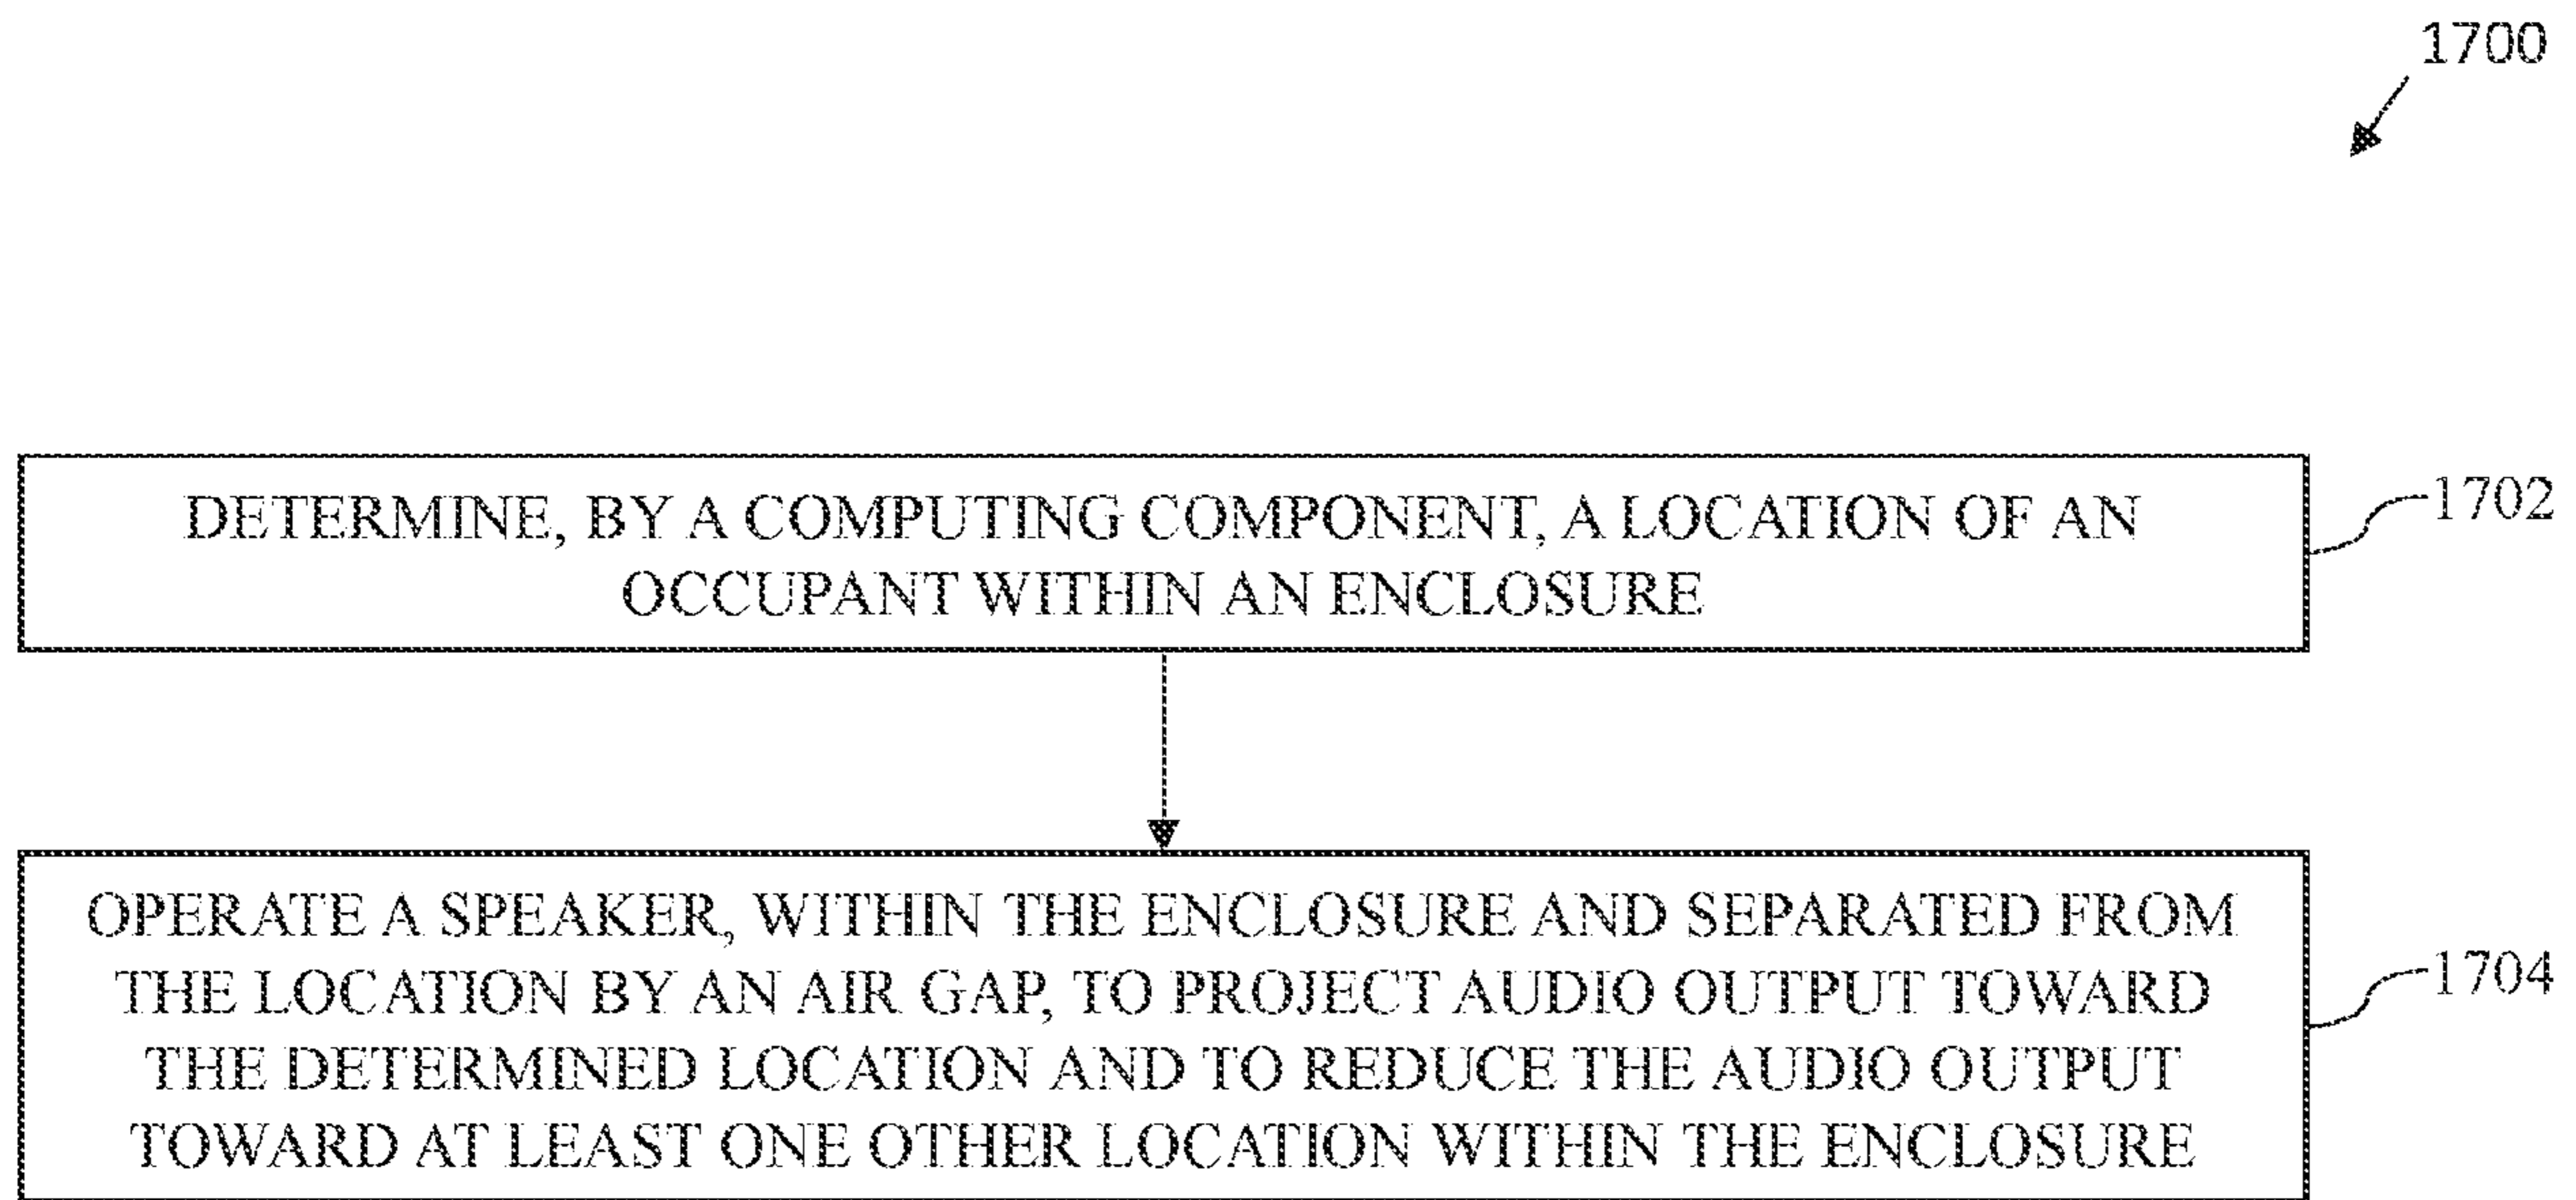 1700
DETERMINE, BY A COMPUTING COMPONENT, A LOCATION OF AN
OCCUPANT WITHIN AN ENCLOSURE
1702
OPERATE A SPEAKER, WITHIN THE ENCLOSURE AND SEPARATED FROM
THE LOCATION BY AN AIR GAP, TO PROJECT AUDIO OUTPUT TOWARD
THE DETERMINED LOCATION AND TO REDUCE THE AUDIO OUTPUT
TOWARD AT LEAST ONE OTHER LOCATION WITHIN THE ENCLOSURE
1704